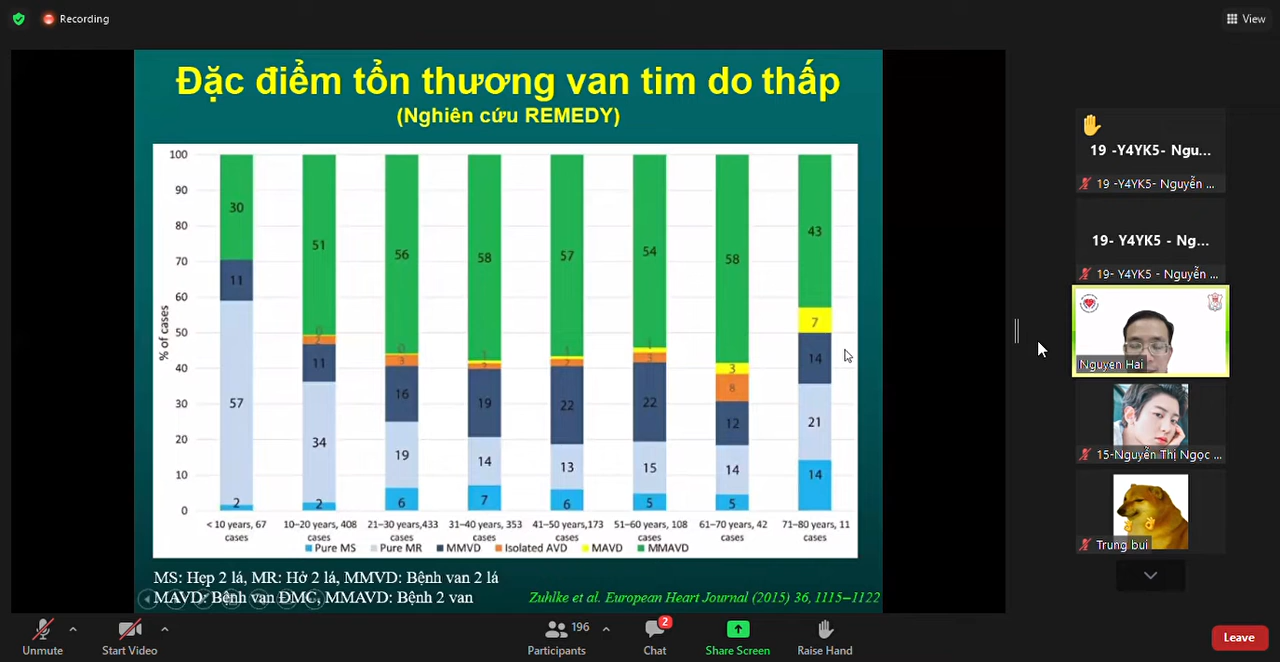 Recording
View
Đặc điểm tổn thương van tim do thấp
(Nghiên cứu REMEDY)
% of cases
100
90
80
70
60
50
40
30
20
10
0
30
11
57
2
51
0
2
11
34
2
56
0
3
16
19
6
58
1
2
19
14
7
57
1
2
22
13
6
54
1
3
22
15
5
58
3
8
12
14
5
43
7
14
21
14
< 10 years, 67 cases
10–20 years, 408 cases
21–30 years,433 cases
31–40 years, 353 cases
41–50 years,173 cases
51–60 years, 108 cases
61–70 years, 42 cases
71–80 years, 11 cases
Pure MS Pure MR MMVD Isolated AVD MAVD MMAVD
MS: Hẹp 2 lá, MR: Hở 2 lá, MMVD: Bệnh van 2 lá
MAVD: Bệnh van ĐMC, MMAVD: Bệnh 2 van
Zuhlke et al. European Heart Journal (2015) 36, 1115–1122
19 -Y4YK5- Ngu...
19 -Y4YK5- Nguyễn ...
19- Y4YK5 - Ng...
19- Y4YK5 - Nguyễn ...
Nguyen Hai
15-Nguyễn Thị Ngọc ...
Trung bui
Unmute
Start Video
196
Participants
2
Chat
Share Screen
Raise Hand
Leave